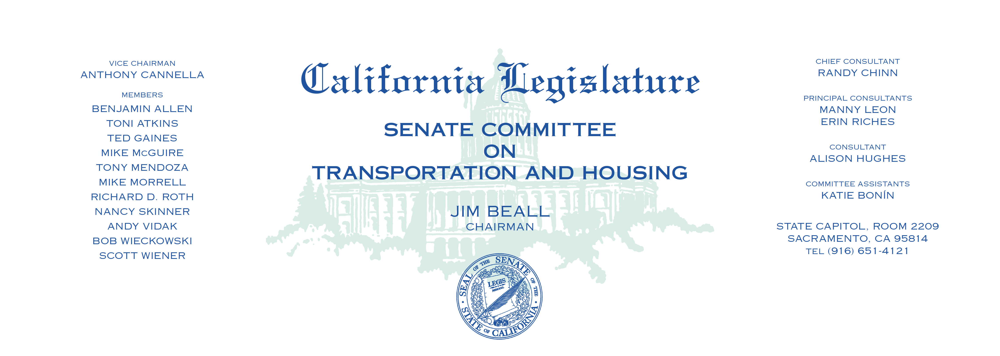 VICE CHAIRMAN
ANTHONY CANNELLA
MEMBERS
BENJAMIN ALLEN
TONI ATKINS
TED GAINES
MIKE McGUIRE
TONY MENDOZA
MIKE MORRELL
RICHARD D. ROTH
NANCY SKINNER
ANDY VIDAK
BOB WIECKOWSKI
SCOTT WIENER
California Legislature
SENATE COMMITTEE
ON
TRANSPORTATION AND HOUSING
JIM BEALL
CHAIRMAN
SEAL OF THE SENATE OF THE
STATE OF CALIFORNIA
LEGIS
MDCCCL
CHIEF CONSULTANT
RANDY CHINN
PRINCIPAL CONSULTANTS
MANNY LEON
ERIN RICHES
CONSULTANT
ALISON HUGHES
COMMITTEE ASSISTANTS
KATIE BONÍN
STATE CAPITOL, ROOM 2209
SACRAMENTO, CA 95814
TEL (916) 651-4121